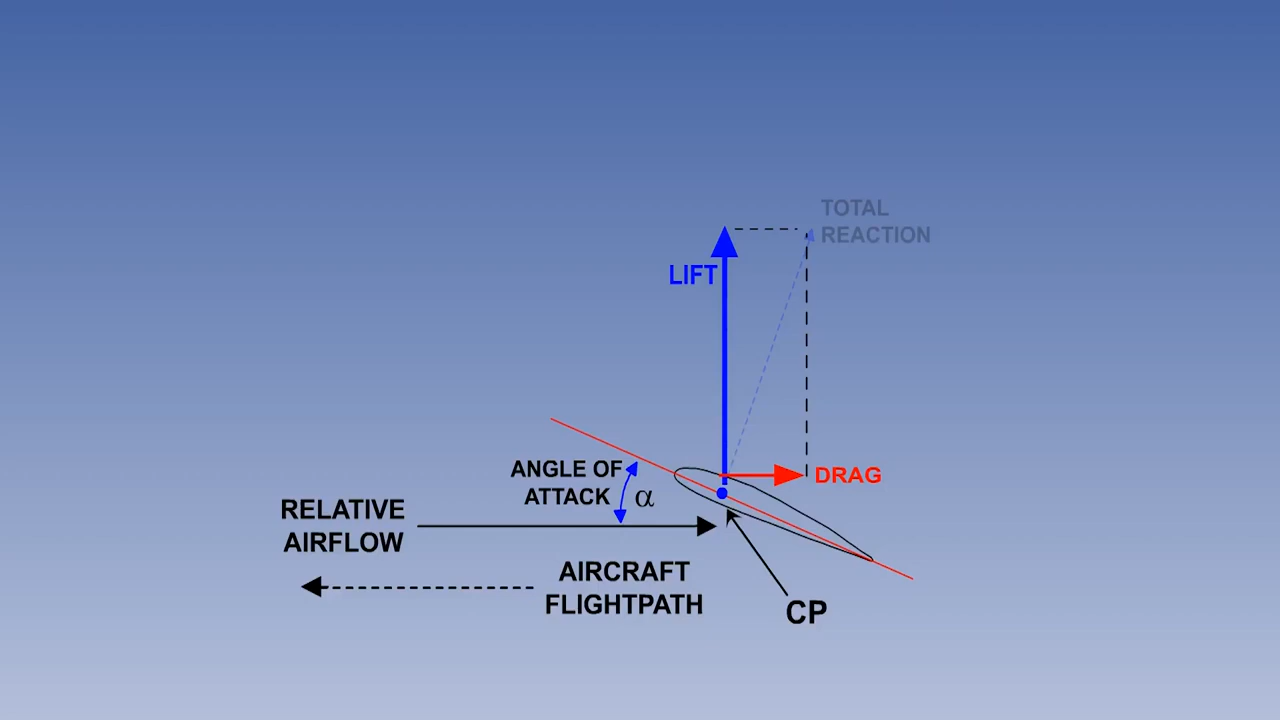 TOTAL
REACTION
LIFT
DRAG
ANGLE OF
ATTACK
α
RELATIVE
AIRFLOW
AIRCRAFT
FLIGHTPATH
CP